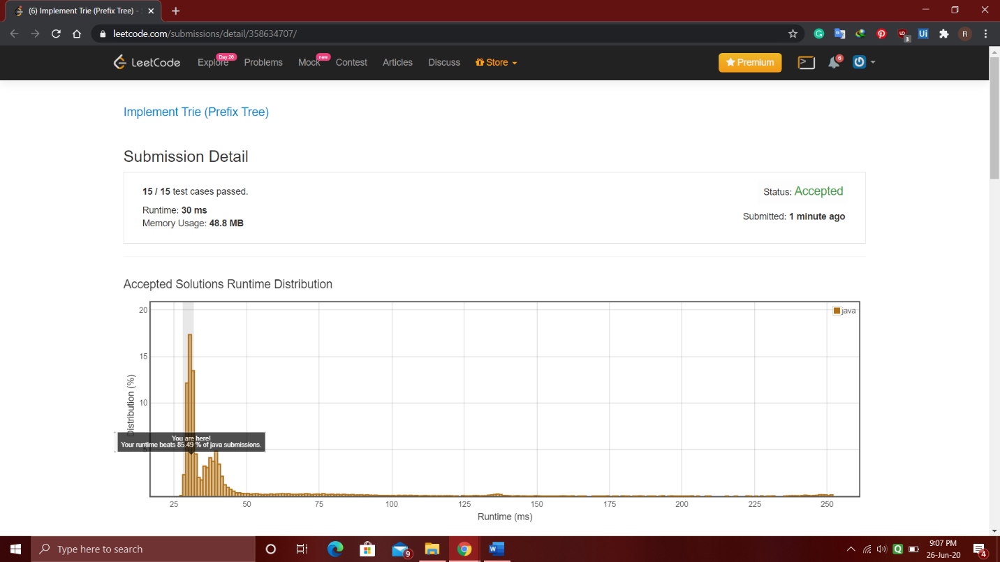 (6) Implement Trie (Prefix Tree) -
leetcode.com/submissions/detail/358634707/
3
Ui
R
LeetCode
Explore
Day 26
Problems
Mock
new
Contest
Articles
Discuss
Store
Premium
6
Implement Trie (Prefix Tree)
Submission Detail
15 / 15 test cases passed.
Status: Accepted
Runtime: 30 ms
Memory Usage: 48.8 MB
Submitted: 1 minute ago
Accepted Solutions Runtime Distribution
20
15
10
5
Distribution (%)
java
You are here!
Your runtime beats 85.49 % of java submissions.
25 50 75 100 125 150 175 200 225 250
Runtime (ms)
Type here to search
9
Q
9:07 PM
26-Jun-20
4